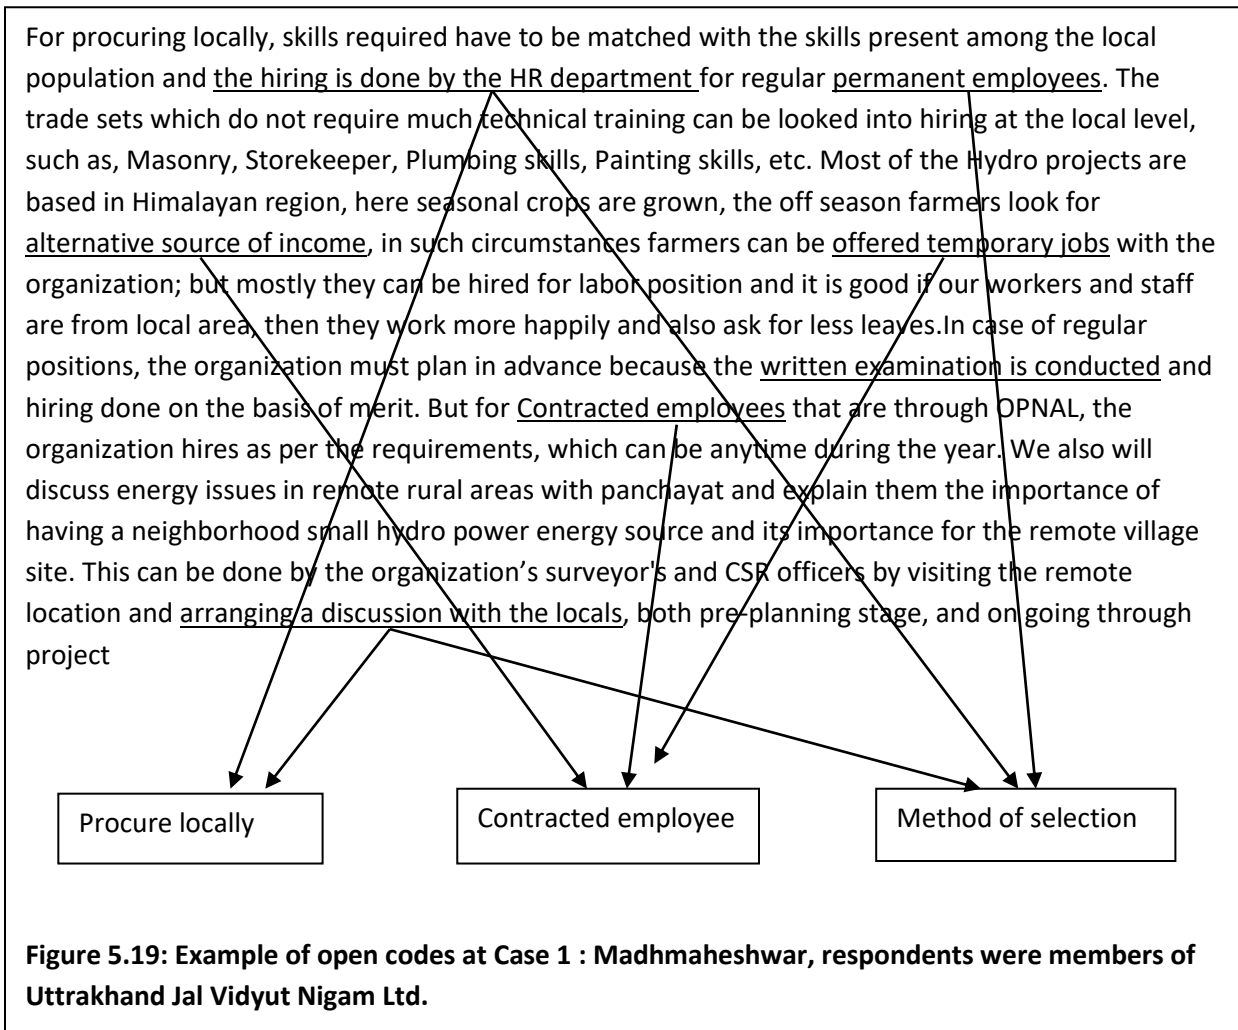 For procuring locally, skills required have to be matched with the skills present among the local
population and the hiring is done by the HR department for regular permanent employees. The
trade sets which do not require much technical training can be looked into hiring at the local level,
such as, Masonry, Storekeeper, Plumbing skills, Painting skills, etc. Most of the Hydro projects are
based in Himalayan region, here seasonal crops are grown, the off season farmers look for
alternative source of income, in such circumstances farmers can be offered temporary jobs with the
organization; but mostly they can be hired for labor position and it is good if our workers and staff
are from local area, then they work more happily and also ask for less leaves.In case of regular
positions, the organization must plan in advance because the written examination is conducted and
hiring done on the basis of merit. But for Contracted employees that are through OPNAL, the
organization hires as per the requirements, which can be anytime during the year. We also will
discuss energy issues in remote rural areas with panchayat and explain them the importance of
having a neighborhood small hydro power energy source and its importance for the remote village
site. This can be done by the organization’s surveyor's and CSR officers by visiting the remote
location and arranging a discussion with the locals, both pre-planning stage, and on going through
project
Procure locally
Contracted employee
Method of selection
Figure 5.19: Example of open codes at Case 1 : Madhmaheshwar, respondents were members of
Uttrakhand Jal Vidyut Nigam Ltd.